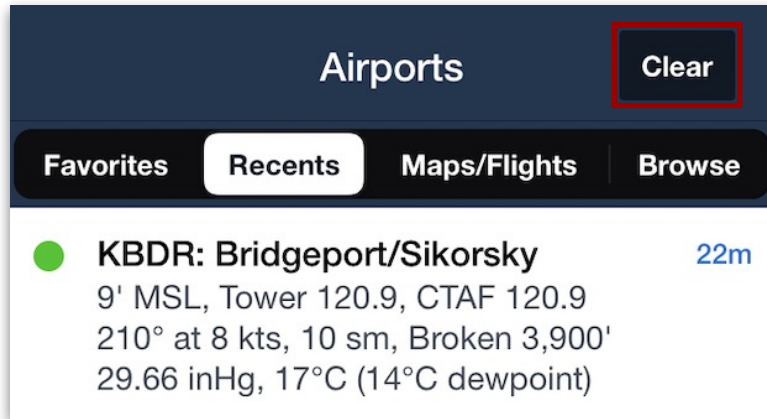 Airports
Clear
Favorites Recents Maps/Flights Browse
KBDR: Bridgeport/Sikorsky 22m
9' MSL, Tower 120.9, CTAF 120.9
210° at 8 kts, 10 sm, Broken 3,900'
29.66 inHg, 17°C (14°C dewpoint)